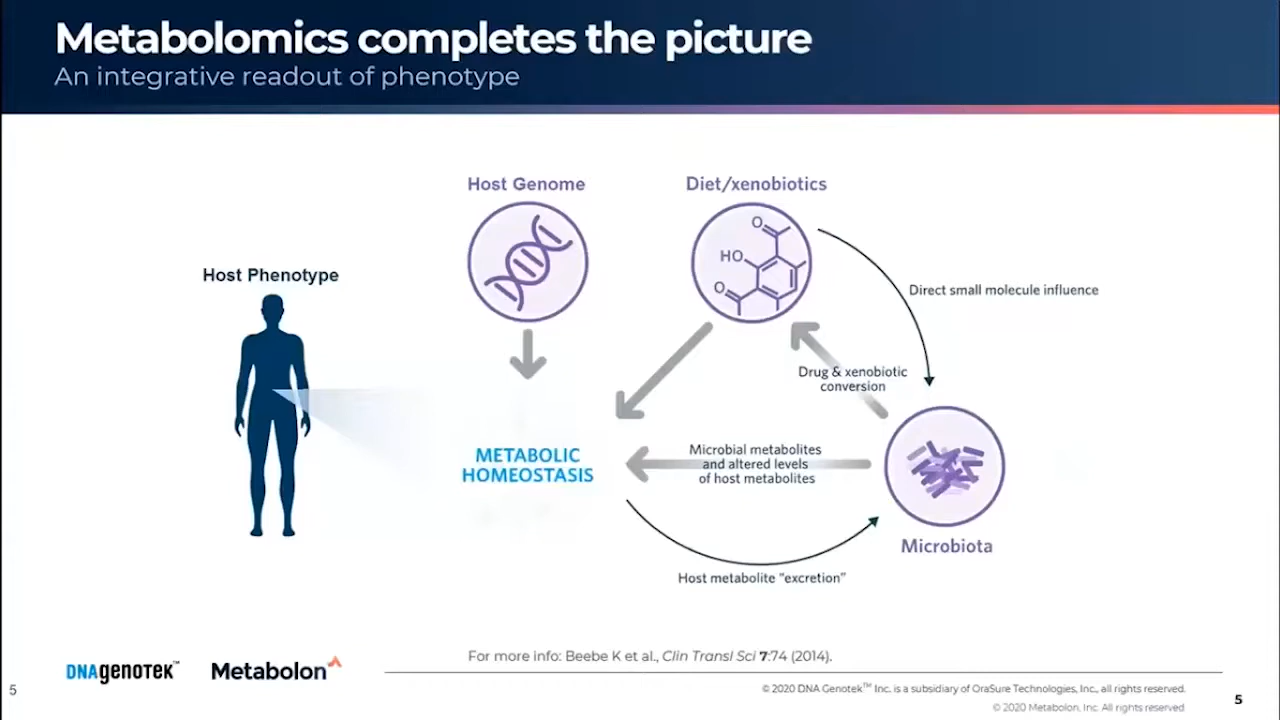 Metabolomics completes the picture
An integrative readout of phenotype
Host Genome
Diet/xenobiotics
O
HO
O
Host Phenotype
Direct small molecule influence
Drug & xenobiotic
conversion
METABOLIC
HOMEOSTASIS
Microbial metabolites
and altered levels
of host metabolites
Microbiota
Host metabolite "excretion"
For more info: Beebe K et al., Clin Transl Sci 7:74 (2014).
DNAgenotek™
Metabolon
5
© 2020 DNA Genotek™ Inc. is a subsidiary of OraSure Technologies, Inc., all rights reserved.
© 2020 Metabolon, Inc. All rights reserved
5